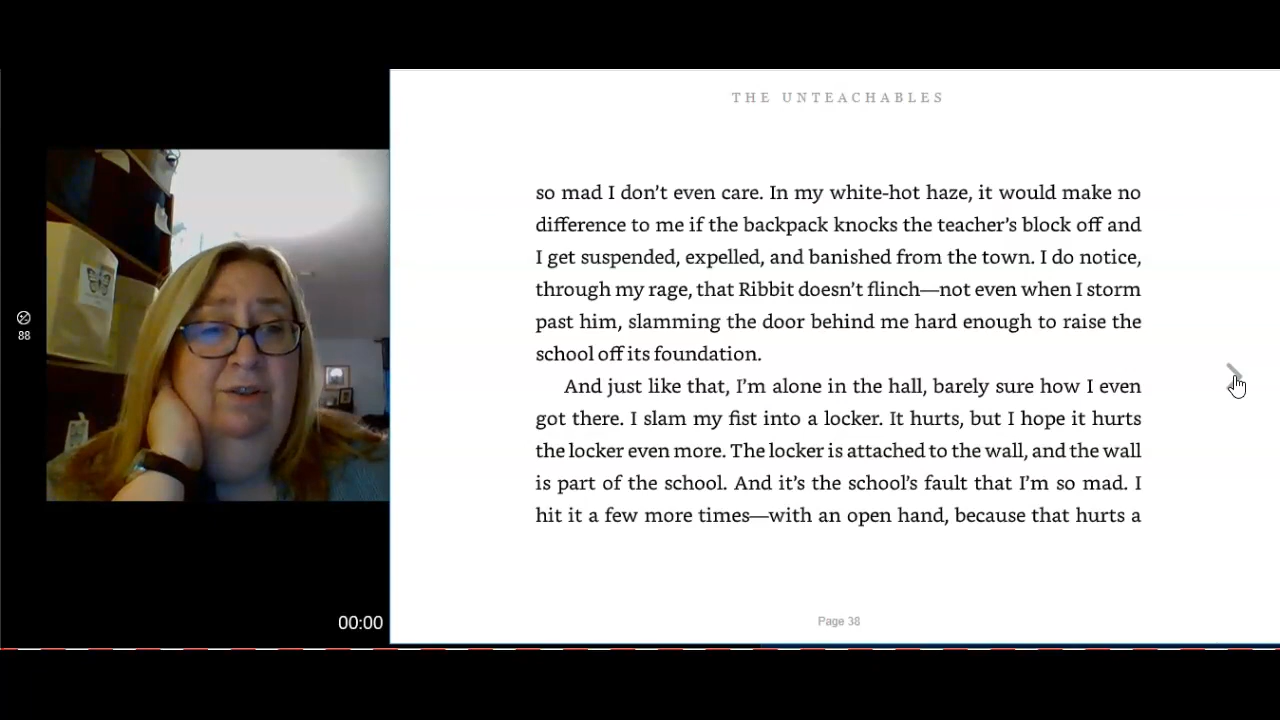 THE UNTEACHABLES
so mad I don’t even care. In my white-hot haze, it would make no
difference to me if the backpack knocks the teacher’s block off and
I get suspended, expelled, and banished from the town. I do notice,
through my rage, that Ribbit doesn’t flinch—not even when I storm
past him, slamming the door behind me hard enough to raise the
school off its foundation.
And just like that, I’m alone in the hall, barely sure how I even
got there. I slam my fist into a locker. It hurts, but I hope it hurts
the locker even more. The locker is attached to the wall, and the wall
is part of the school. And it’s the school’s fault that I’m so mad. I
hit it a few more times—with an open hand, because that hurts a
Page 38
88
00:00